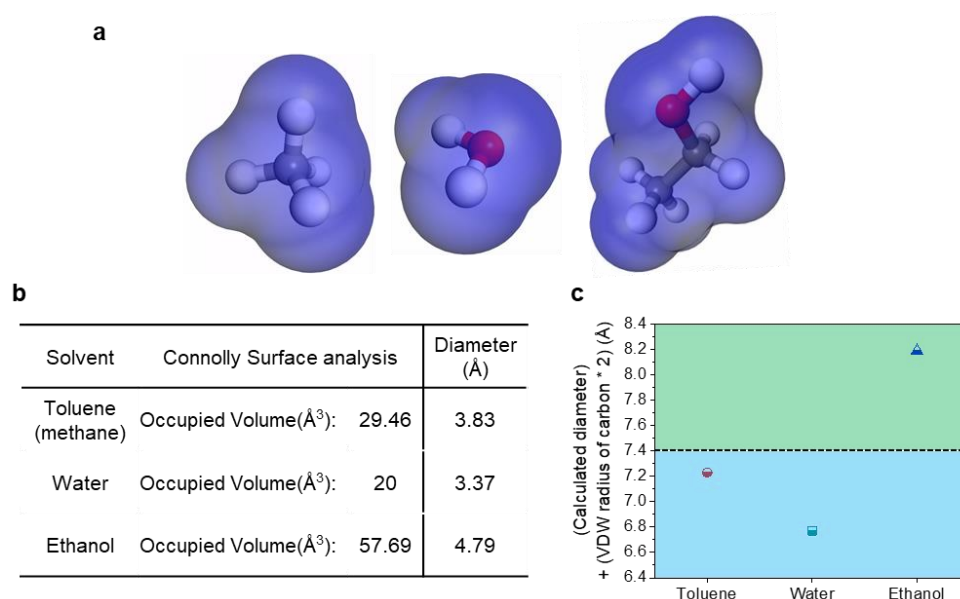 a
b
Solvent Connolly Surface analysis Diameter (Å)
Toluene (methane) Occupied Volume(Å³): 29.46 3.83
Water Occupied Volume(Å³): 20 3.37
Ethanol Occupied Volume(Å³): 57.69 4.79
c
(Calculated diameter)
+ (VDW radius of carbon * 2) (Å)
8.4
8.2
8.0
7.8
7.6
7.4
7.2
7.0
6.8
6.6
6.4
Toluene Water Ethanol